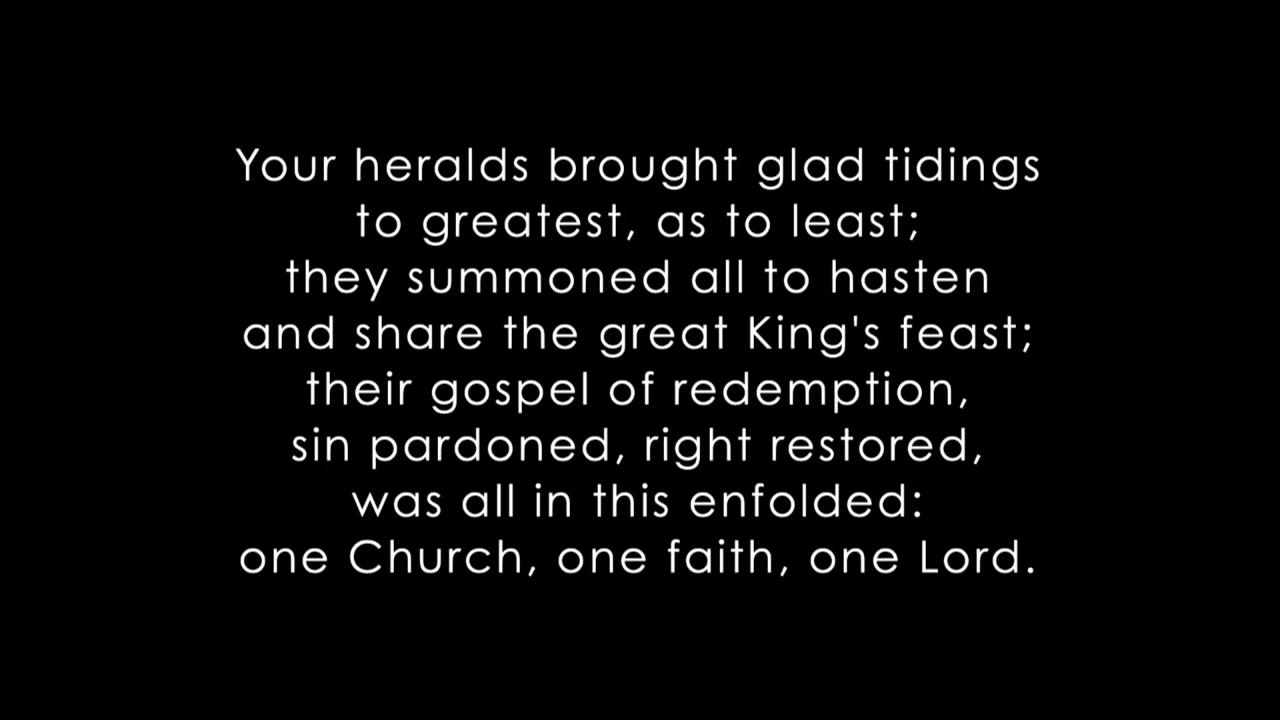 Your heralds brought glad tidings
to greatest, as to least;
they summoned all to hasten
and share the great King's feast;
their gospel of redemption,
sin pardoned, right restored,
was all in this enfolded:
one Church, one faith, one Lord.